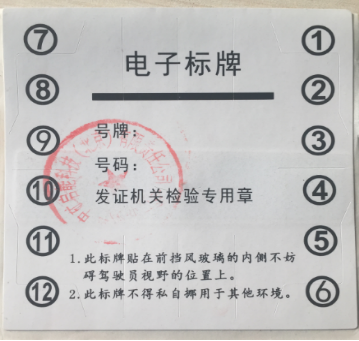 电子标牌
号牌：
号码：
发证机关检验专用章
1.此标牌贴在前挡风玻璃的内侧不妨
碍驾驶员视野的位置上。
2.此标牌不得私自挪用于其他环境。
⑦
⑧
⑨
⑩
⑪
⑫
①
②
③
④
⑤
⑥